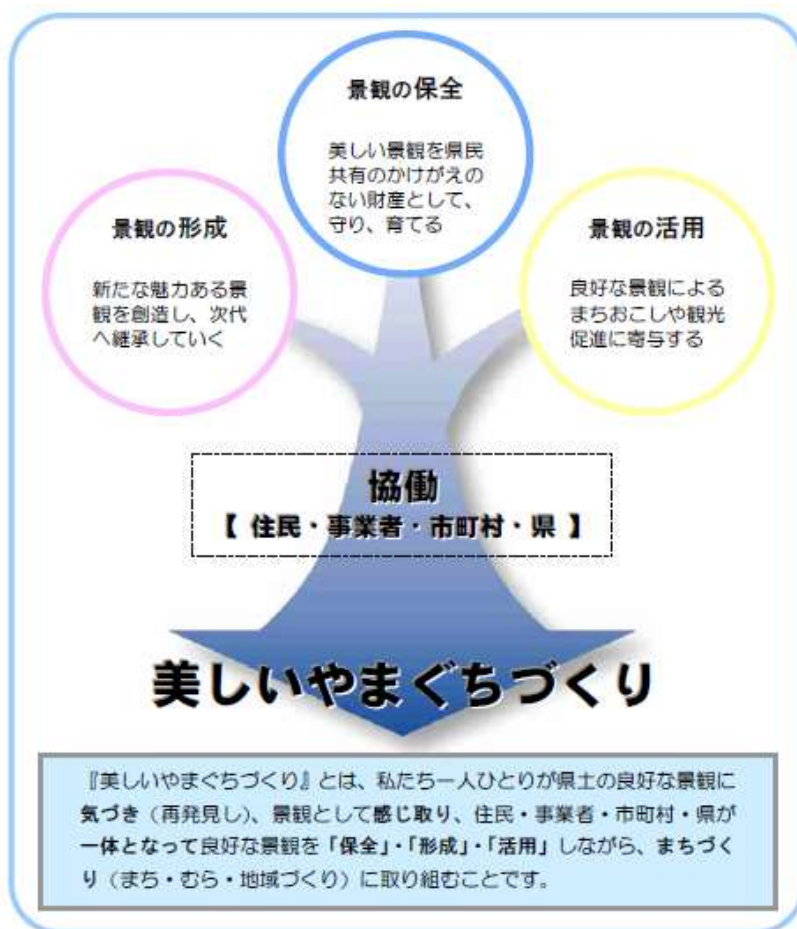 景観の保全
美しい景観を県民
共有のかけがえの
ない財産として、
守り、育てる
景観の形成
新たな魅力ある景
観を創造し、次代
へ継承していく
景観の活用
良好な景観による
まちおこしや観光
促進に寄与する
協働
【 住民・事業者・市町村・県 】
美しいやまぐちづくり
『美しいやまぐちづくり』とは、私たち一人ひとりが県土の良好な景観に
気づき（再発見し）、景観として感じ取り、住民・事業者・市町村・県が
一体となって良好な景観を「保全」・「形成」・「活用」しながら、まちづく
り（まち・むら・地域づくり）に取り組むことです。